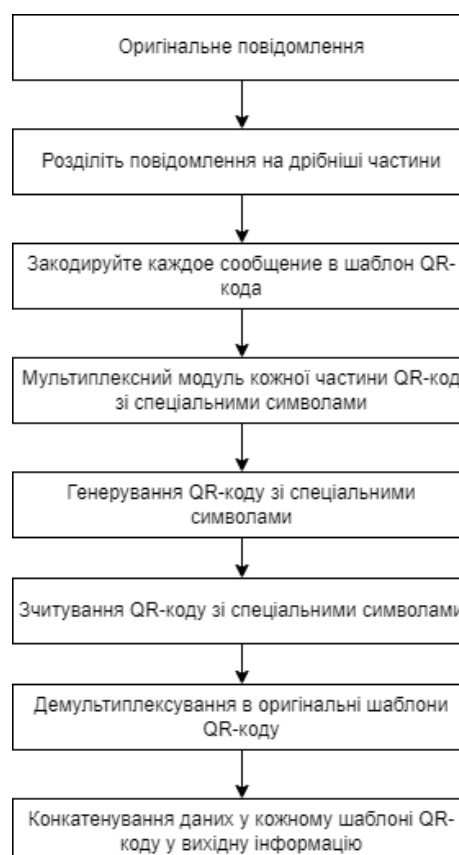 Оригінальне повідомлення
Розділіть повідомлення на дрібніші частини
Закодируйте каждое сообщение в шаблон QR-
кода
Мультиплексний модуль кожної частини QR-код
зі спеціальними символами
Генерування QR-коду зі спеціальними
символами
Зчитування QR-коду зі спеціальними символами
Демультиплексування в оригінальні шаблони
QR-коду
Конкатенування даних у кожному шаблоні QR-
коду у вихідну інформацію